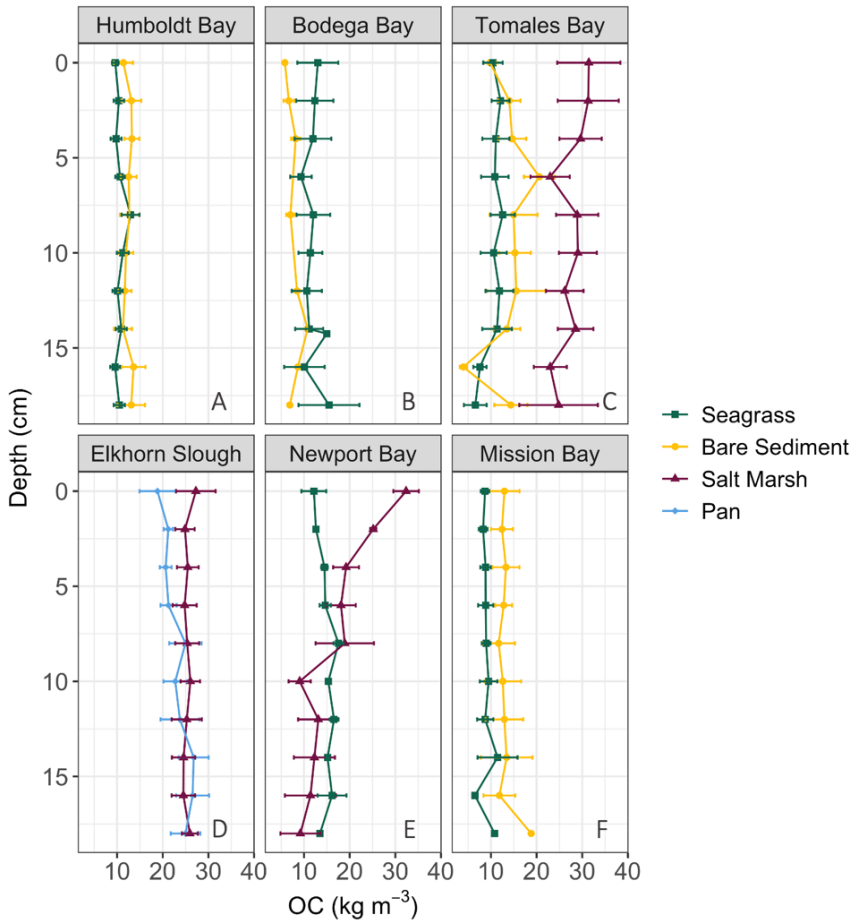 Humboldt Bay Bodega Bay Tomales Bay
0
5
10
15
A B C
Elkhorn Slough Newport Bay Mission Bay
0
5
10
15
D E F
10 20 30 40 10 20 30 40 10 20 30 40
OC (kg m⁻³)
Depth (cm)
Seagrass
Bare Sediment
Salt Marsh
Pan